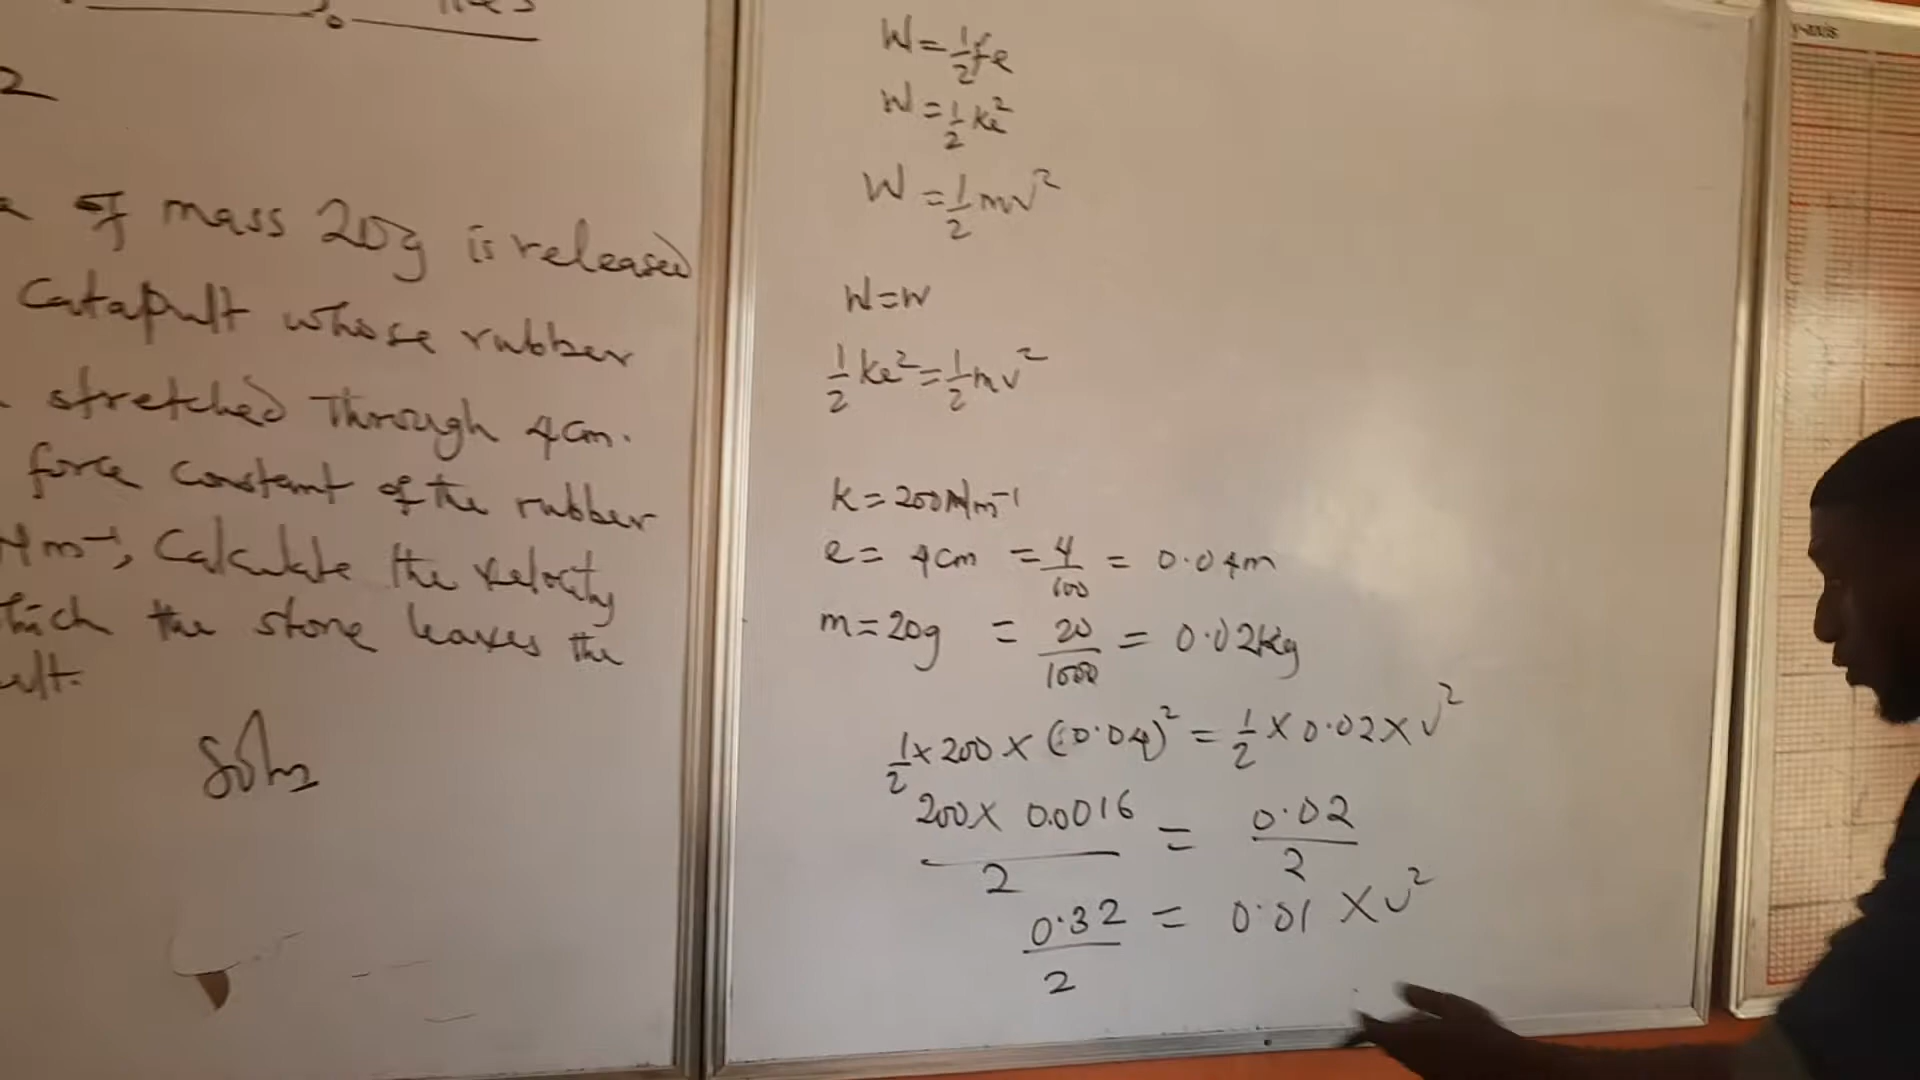 2
of mass 20g is released
Catapult whose rubber
stretched through 4cm.
force constant of the rubber
m⁻¹, Calculate the velocity
which the stone leaves the
ult.
Soln
W=½fe
W=½ke²
W=½mv²
W=W
½ke²=½mv²
k=200Nm⁻¹
e= 4cm = 4/100 = 0.04m
m=20g = 20/1000 = 0.02Kg
½×200×(0.04)²=½×0.02×v²
200×0.0016/2 = 0.02/2
0.32/2 = 0.01 ×v²
y-axis